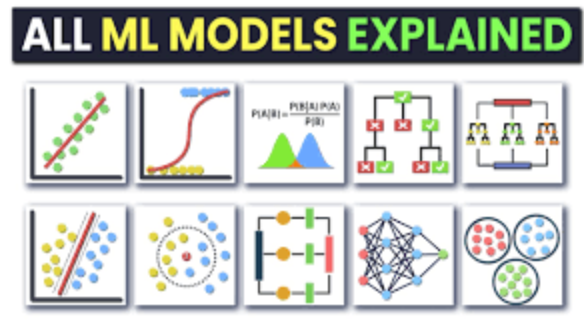 ALL ML MODELS EXPLAINED
P(A|B) = P(B|A) P(A)
P(B)